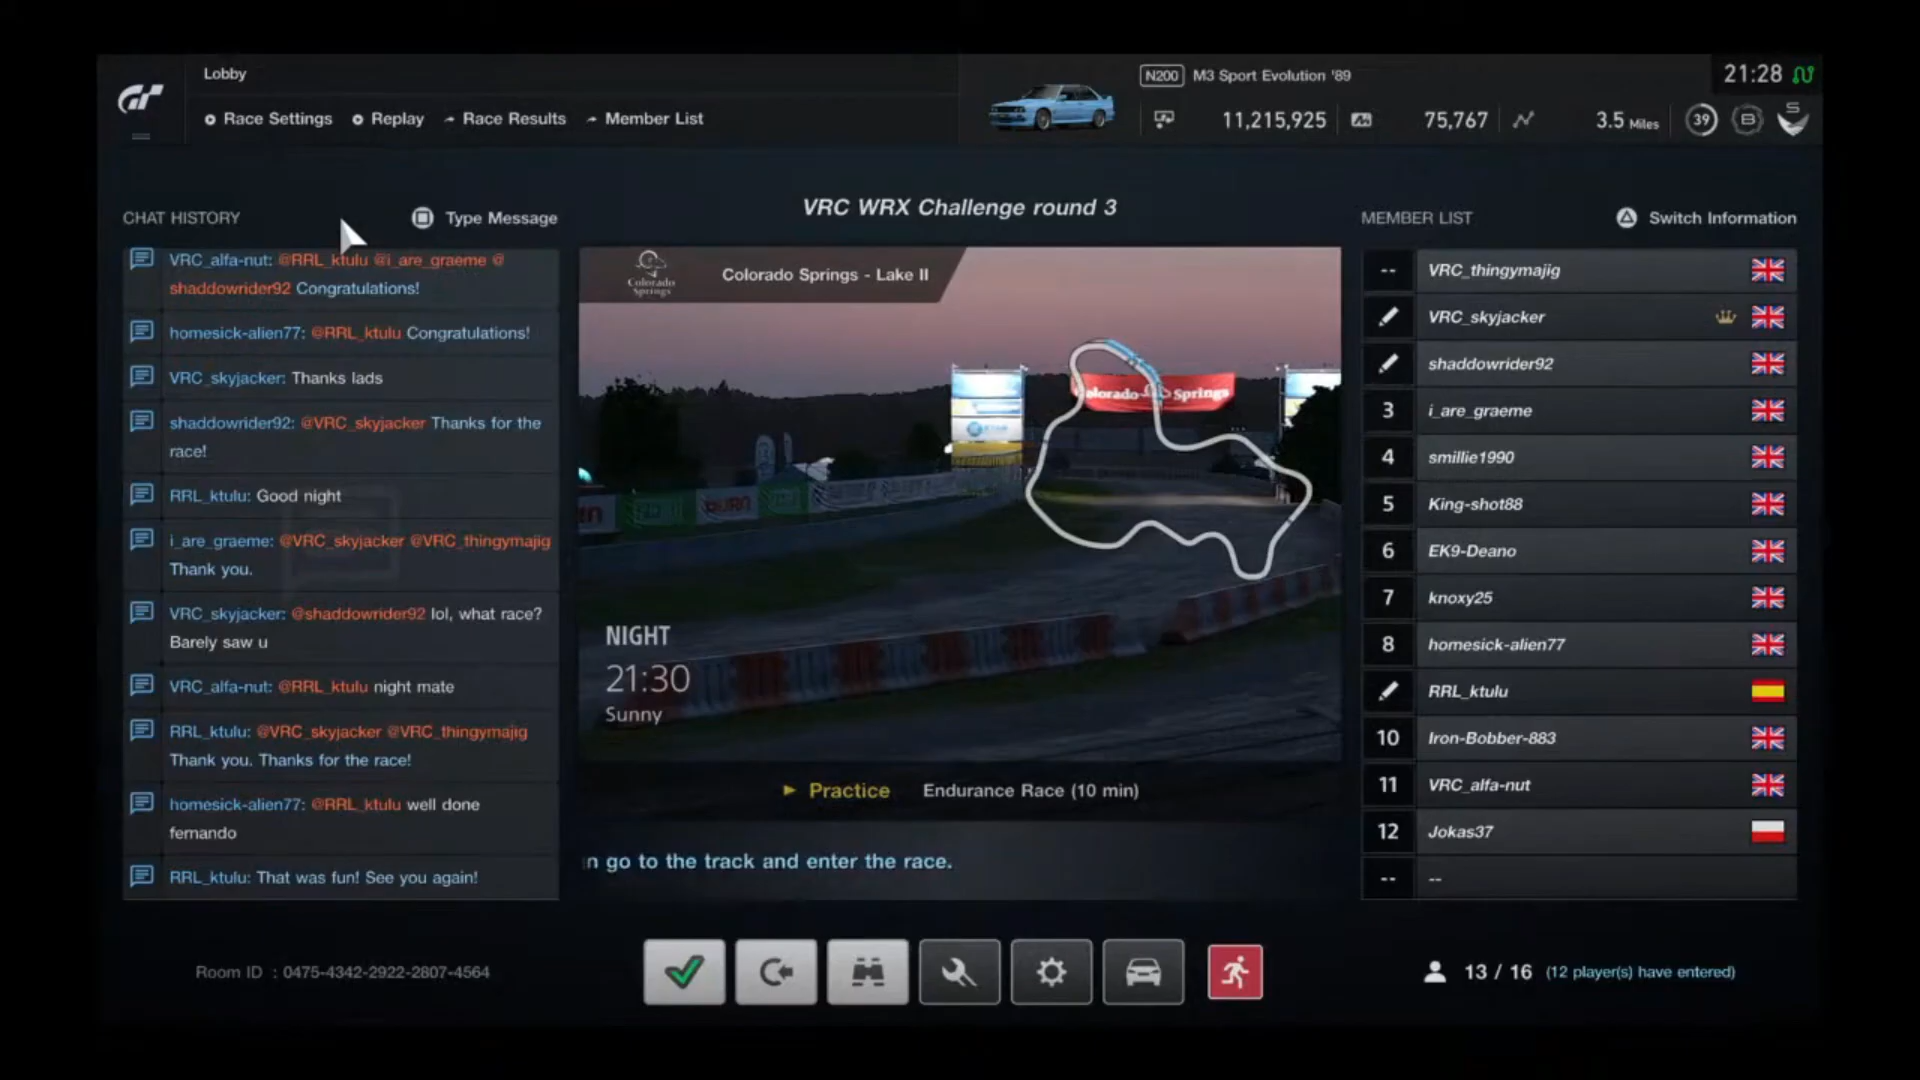 Lobby
Race Settings
Replay
Race Results
Member List
N200
M3 Sport Evolution '89
11,215,925
75,767
3.5 Miles
39
B
S
21:28
CHAT HISTORY
Type Message
VRC_alfa-nut: @RRL_ktulu @i_are_graeme @
shaddowrider92 Congratulations!
homesick-alien77: @RRL_ktulu Congratulations!
VRC_skyjacker: Thanks lads
shaddowrider92: @VRC_skyjacker Thanks for the
race!
RRL_ktulu: Good night
i_are_graeme: @VRC_skyjacker @VRC_thingymajig
Thank you.
VRC_skyjacker: @shaddowrider92 lol, what race?
Barely saw u
VRC_alfa-nut: @RRL_ktulu night mate
RRL_ktulu: @VRC_skyjacker @VRC_thingymajig
Thank you. Thanks for the race!
homesick-alien77: @RRL_ktulu well done
fernando
RRL_ktulu: That was fun! See you again!
VRC WRX Challenge round 3
Colorado
Springs
Colorado Springs - Lake II
Colorado Springs
NIGHT
21:30
Sunny
Practice
Endurance Race (10 min)
n go to the track and enter the race.
MEMBER LIST
Switch Information
-- VRC_thingymajig
VRC_skyjacker
shaddowrider92
3 i_are_graeme
4 smillie1990
5 King-shot88
6 EK9-Deano
7 knoxy25
8 homesick-alien77
RRL_ktulu
10 Iron-Bobber-883
11 VRC_alfa-nut
12 Jokas37
-- --
Room ID : 0475-4342-2922-2807-4564
13 / 16 (12 player(s) have entered)